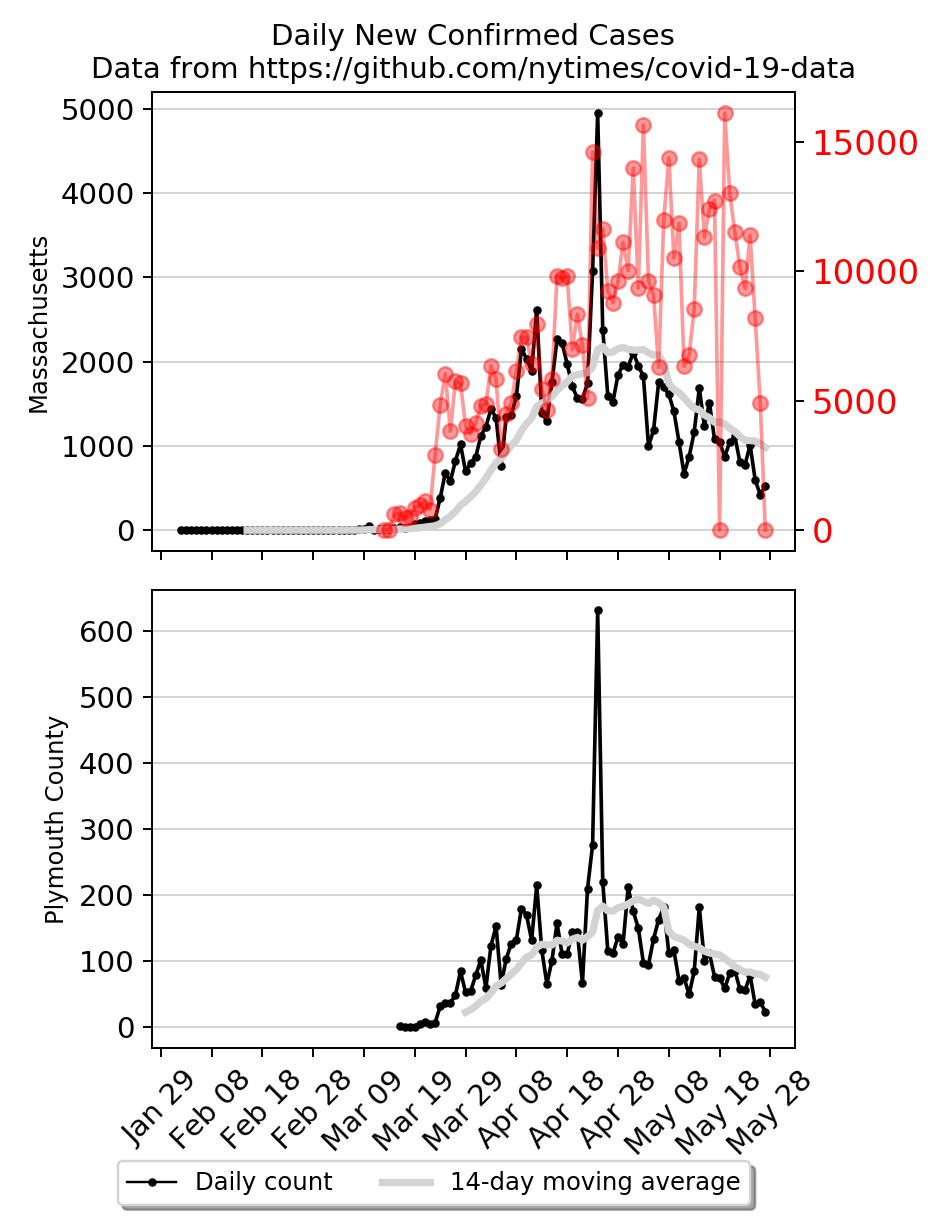 Daily New Confirmed Cases
Data from https://github.com/nytimes/covid-19-data
5000
4000
3000
2000
1000
0
Massachusetts
15000
10000
5000
0
600
500
400
300
200
100
0
Plymouth County
Jan 29
Feb 08
Feb 18
Feb 28
Mar 09
Mar 19
Mar 29
Apr 08
Apr 18
Apr 28
May 08
May 18
May 28
Daily count
14-day moving average